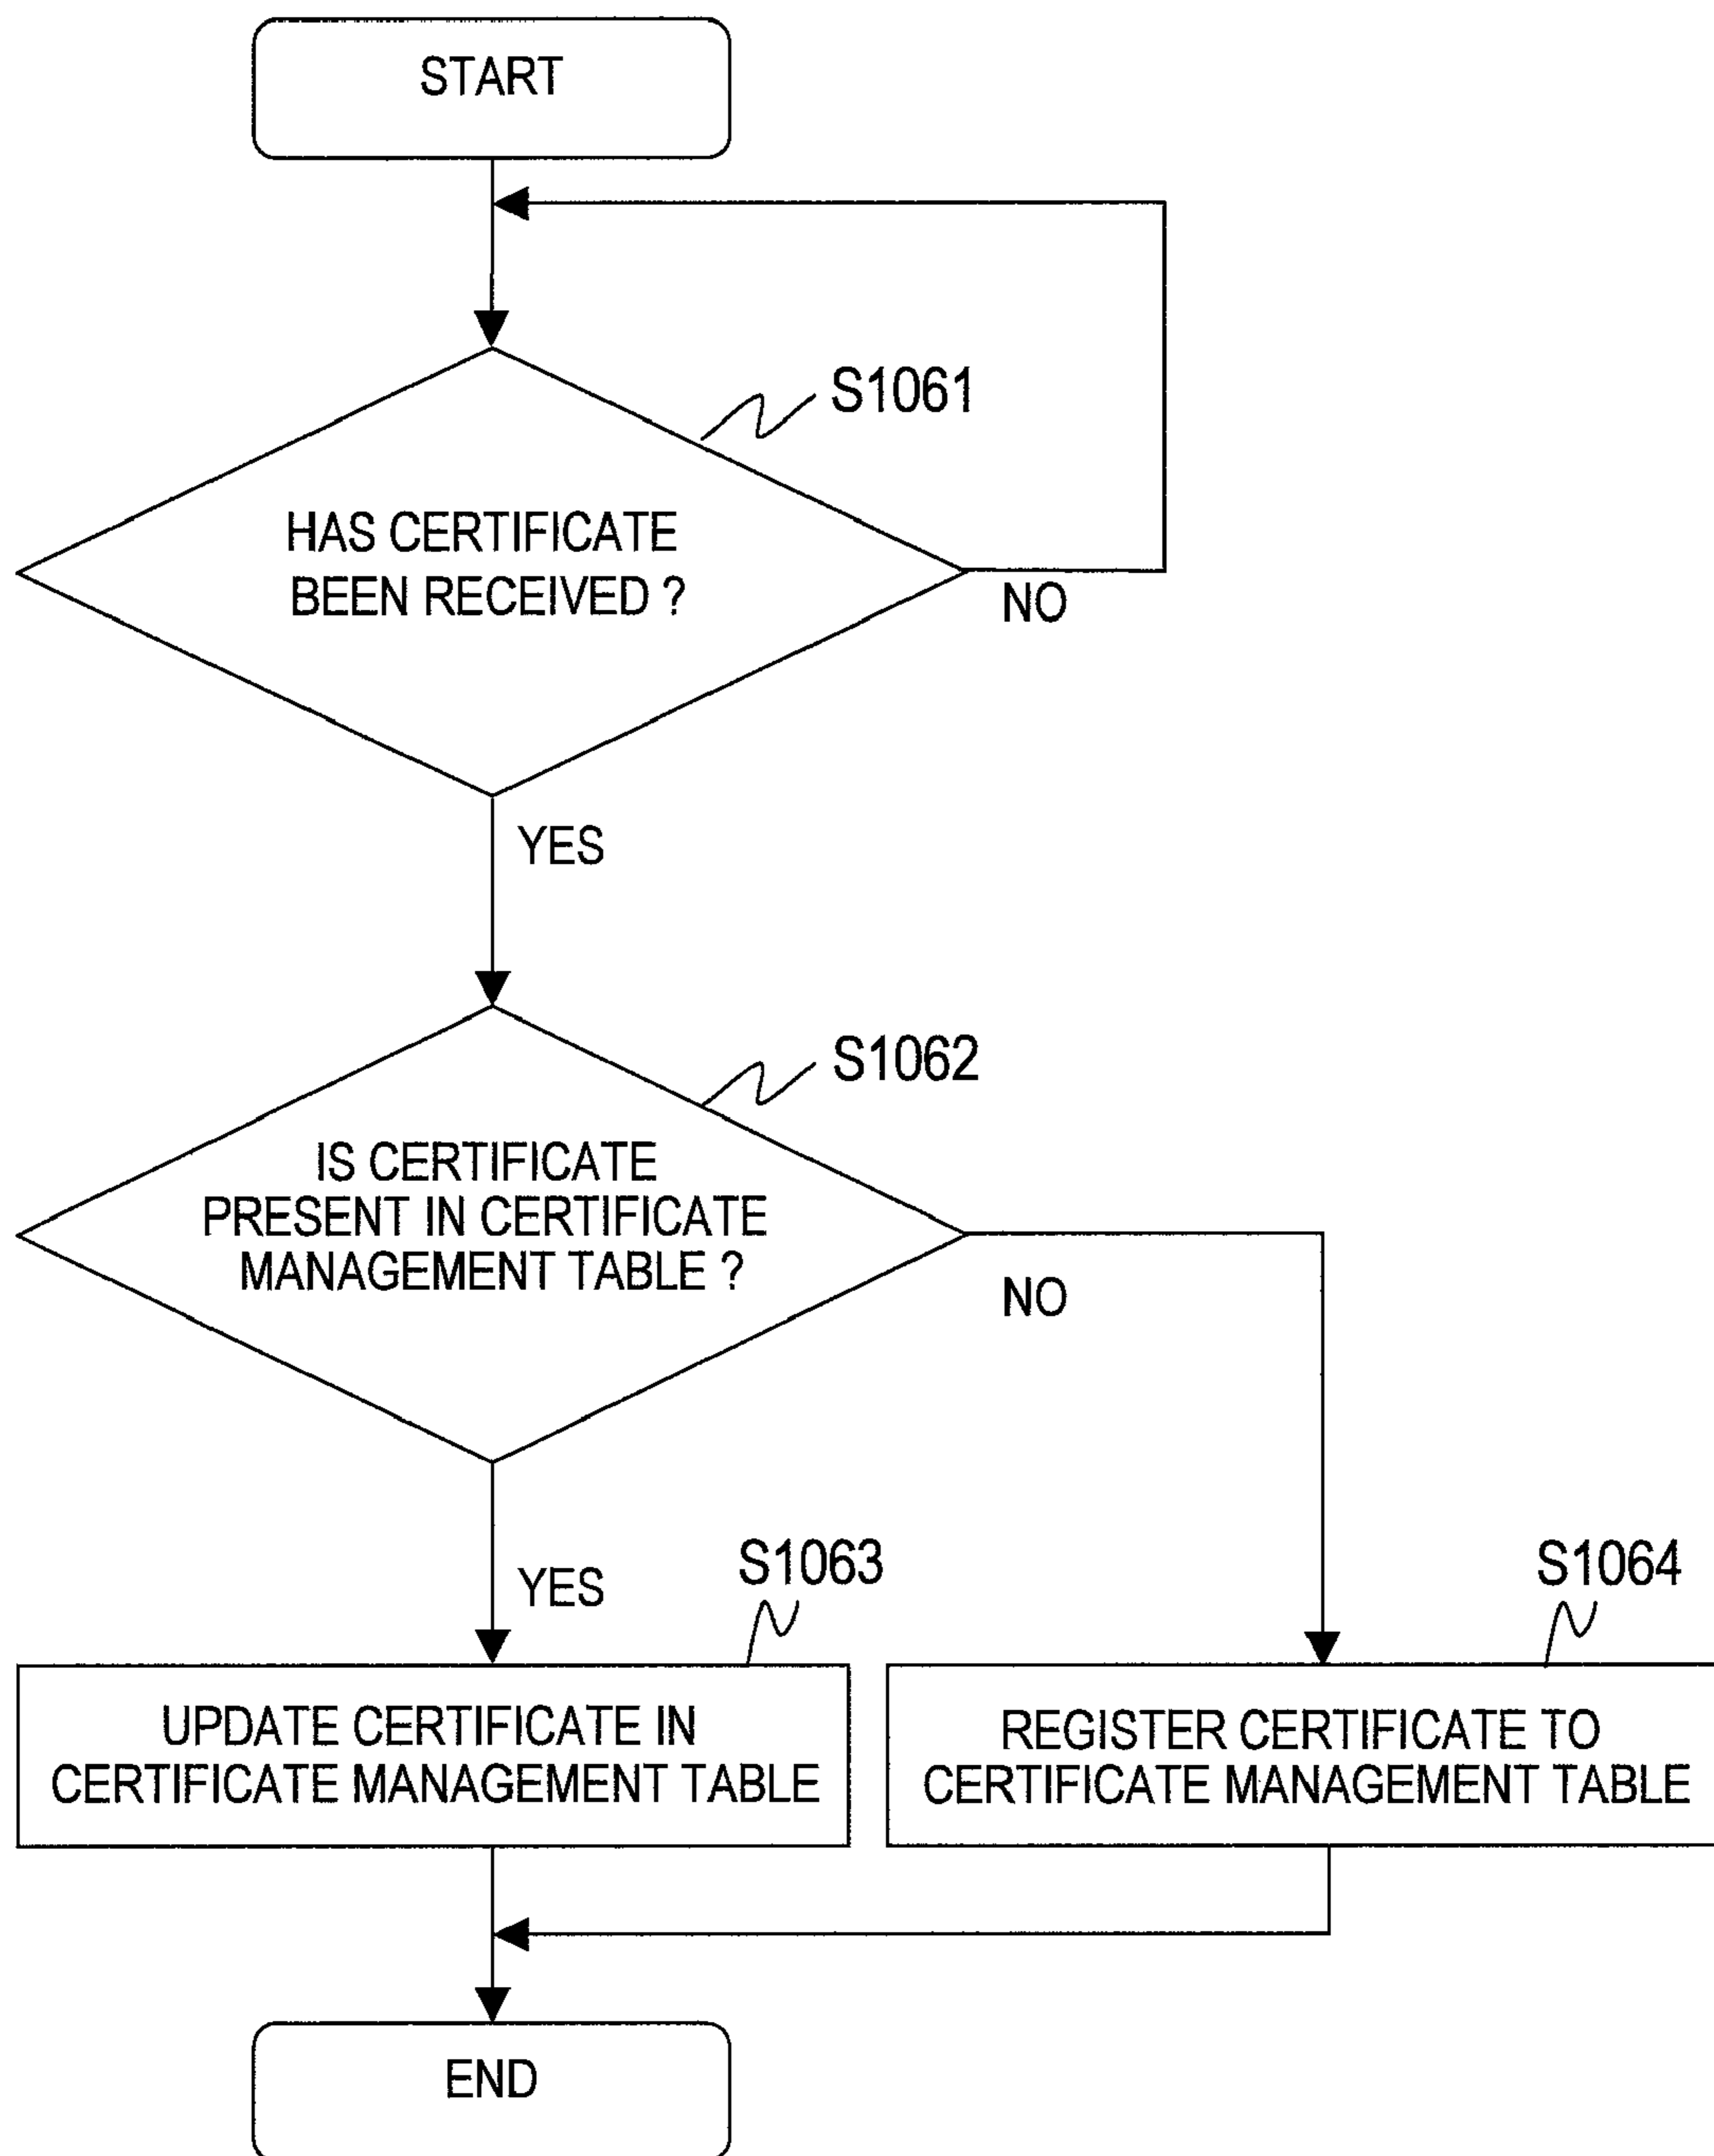 START
S1061
HAS CERTIFICATE
BEEN RECEIVED ?
NO
YES
S1062
IS CERTIFICATE
PRESENT IN CERTIFICATE
MANAGEMENT TABLE ?
NO
YES
S1063
S1064
UPDATE CERTIFICATE IN
CERTIFICATE MANAGEMENT TABLE
REGISTER CERTIFICATE TO
CERTIFICATE MANAGEMENT TABLE
END